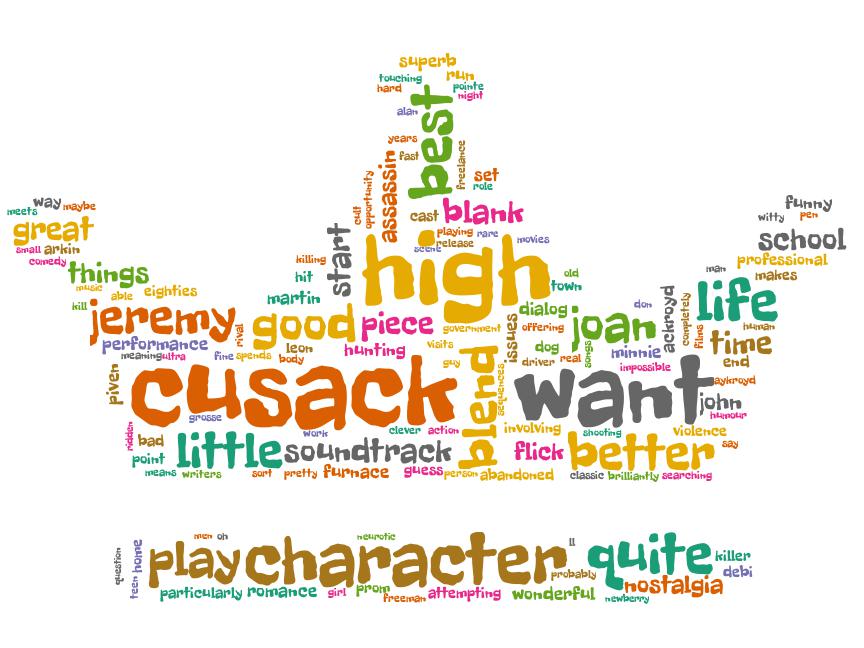 superb
touching run
hard pointe
night
best
alan
years
fast
freelance
assassin
opportunity
cult
set
role
cast blank
way maybe
meets
great
small arkin
comedy
things
music able eighties
kill
funny
witty pen
school
professional
man makes
playing rare movies
scene release
high
start
killing
hit
martin
old
town
jeremy
rival
good piece
government
issues
dialog
offering
joan
don
ackroyd
completely
life
films human
time
end
performance
meaning ultra
fine spends
leon
body
hunting
visits
guy
dog
driver real
songs
minnie
impossible
piven
cusack
blend
sequences
want
aykroyd
john
humour
grosse
ridden
bad
point
means writers
little
work
soundtrack
clever action
sort pretty furnace guess person abandoned
involving
flick
shooting
better
violence
say
classic brilliantly searching
question
teen home
men oh
play character
neurotic
ll
probably
quite
killer
debi
nostalgia
particularly romance girl prom
freeman attempting wonderful
newberry